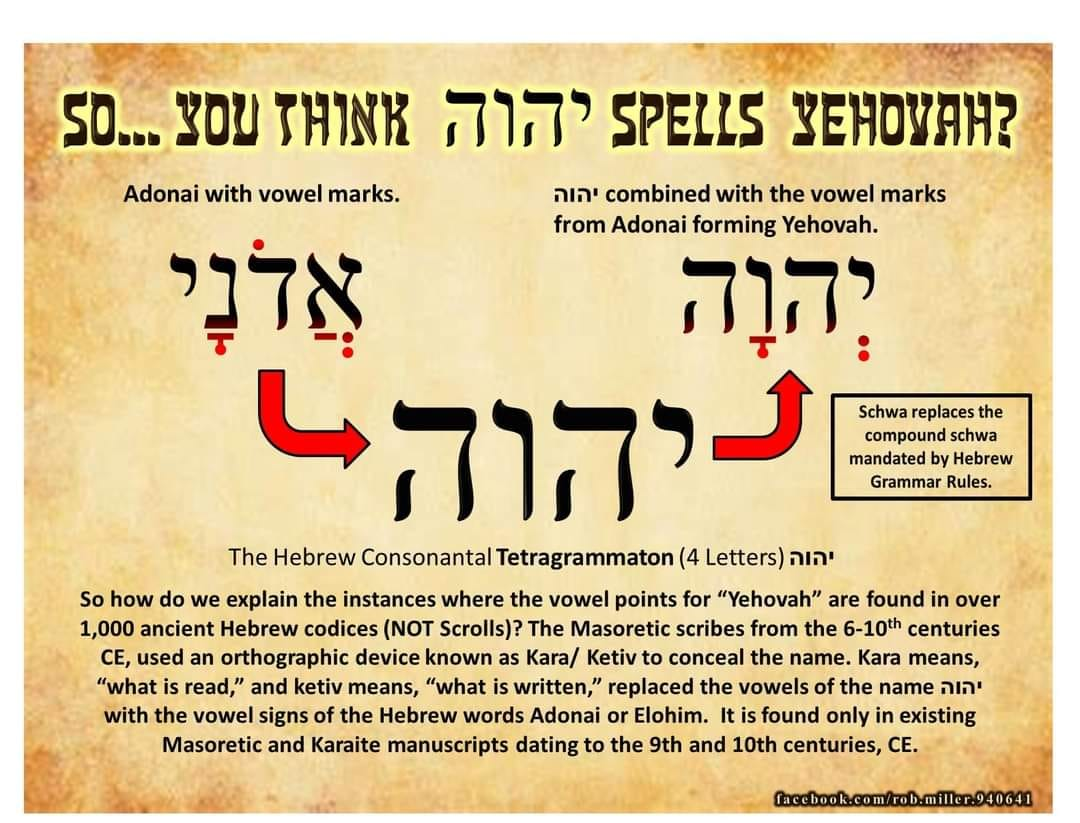 SO... YOU THINK יהוה SPELLS YEHOVAH?
Adonai with vowel marks.
יהוה combined with the vowel marks
from Adonai forming Yehovah.
אֲדֹנָי
יְהוָה
יהוה
Schwa replaces the
compound schwa
mandated by Hebrew
Grammar Rules.
The Hebrew Consonantal Tetragrammaton (4 Letters) יהוה
So how do we explain the instances where the vowel points for “Yehovah” are found in over
1,000 ancient Hebrew codices (NOT Scrolls)? The Masoretic scribes from the 6-10th centuries
CE, used an orthographic device known as Kara/ Ketiv to conceal the name. Kara means,
“what is read,” and ketiv means, “what is written,” replaced the vowels of the name יהוה
with the vowel signs of the Hebrew words Adonai or Elohim. It is found only in existing
Masoretic and Karaite manuscripts dating to the 9th and 10th centuries, CE.
facebook.com/rob.miller.940641